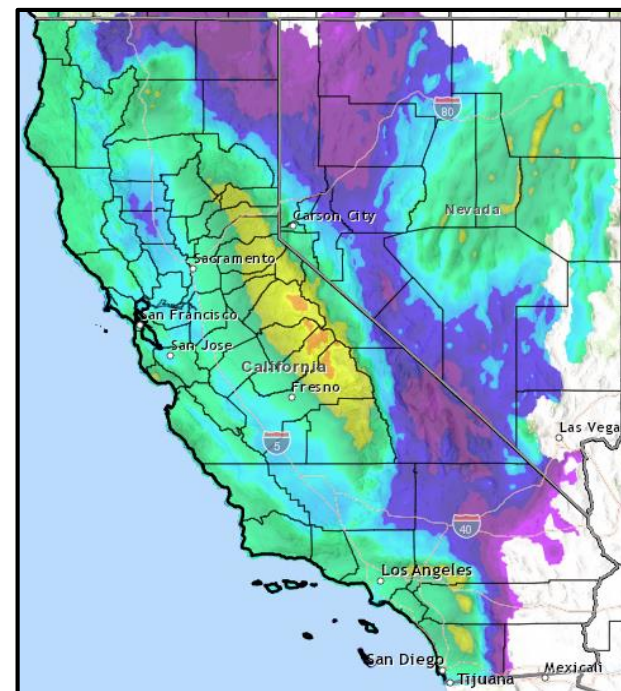 80
Nevada
Carson City
Sacramento
San Francisco
San Jose
California
Fresno
5
Las Vega
40
Los Angeles
San Diego
Tijuana
Mexicali